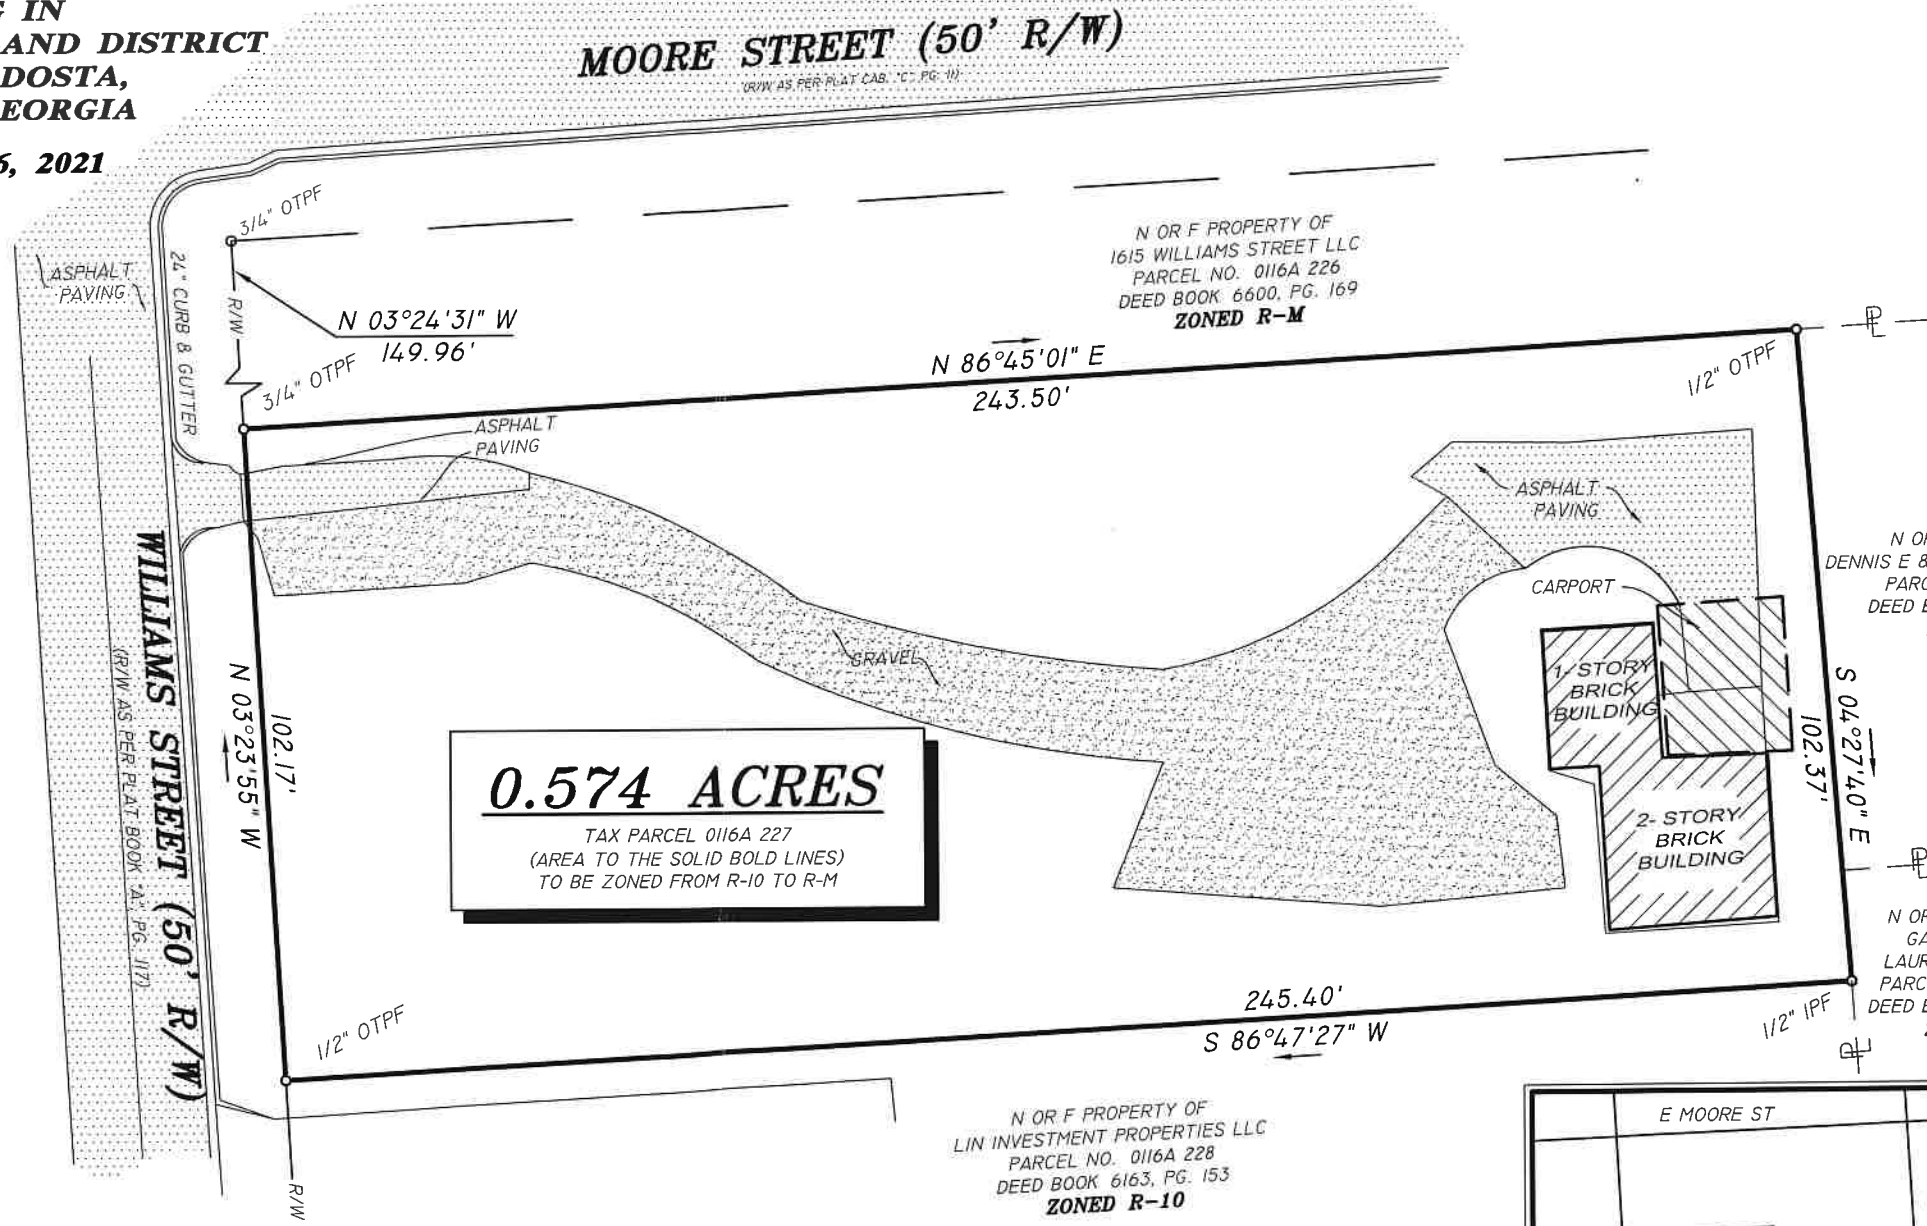 IN
AND DISTRICT
DOSTA,
EORGIA
6, 2021
MOORE STREET (50' R/W)
(R/W AS PER PLAT CAB. "C", PG. 11)
3/4" OTPF
ASPHALT
PAVING
24" CURB & GUTTER
R/W
N 03°24'31" W
149.96'
3/4" OTPF
N OR F PROPERTY OF
1615 WILLIAMS STREET LLC
PARCEL NO. 0116A 226
DEED BOOK 6600, PG. 169
ZONED R-M
N 86°45'01" E
243.50'
1/2" OTPF
PL
ASPHALT
PAVING
ASPHALT
PAVING
CARPORT
GRAVEL
1- STORY
BRICK
BUILDING
2- STORY
BRICK
BUILDING
N OR
DENNIS E &
PARC
DEED B
S 04°27'40" E
102.37'
WILLIAMS STREET (50' R/W)
(R/W AS PER PLAT BOOK "A", PG. 117)
N 03°23'55" W
102.17'
0.574 ACRES
TAX PARCEL 0116A 227
(AREA TO THE SOLID BOLD LINES)
TO BE ZONED FROM R-10 TO R-M
PL
N OR
GA
LAUR
PARC
DEED B
1/2" OTPF
245.40'
S 86°47'27" W
1/2" IPF
PL
N OR F PROPERTY OF
LIN INVESTMENT PROPERTIES LLC
PARCEL NO. 0116A 228
DEED BOOK 6163, PG. 153
ZONED R-10
R/W
E MOORE ST